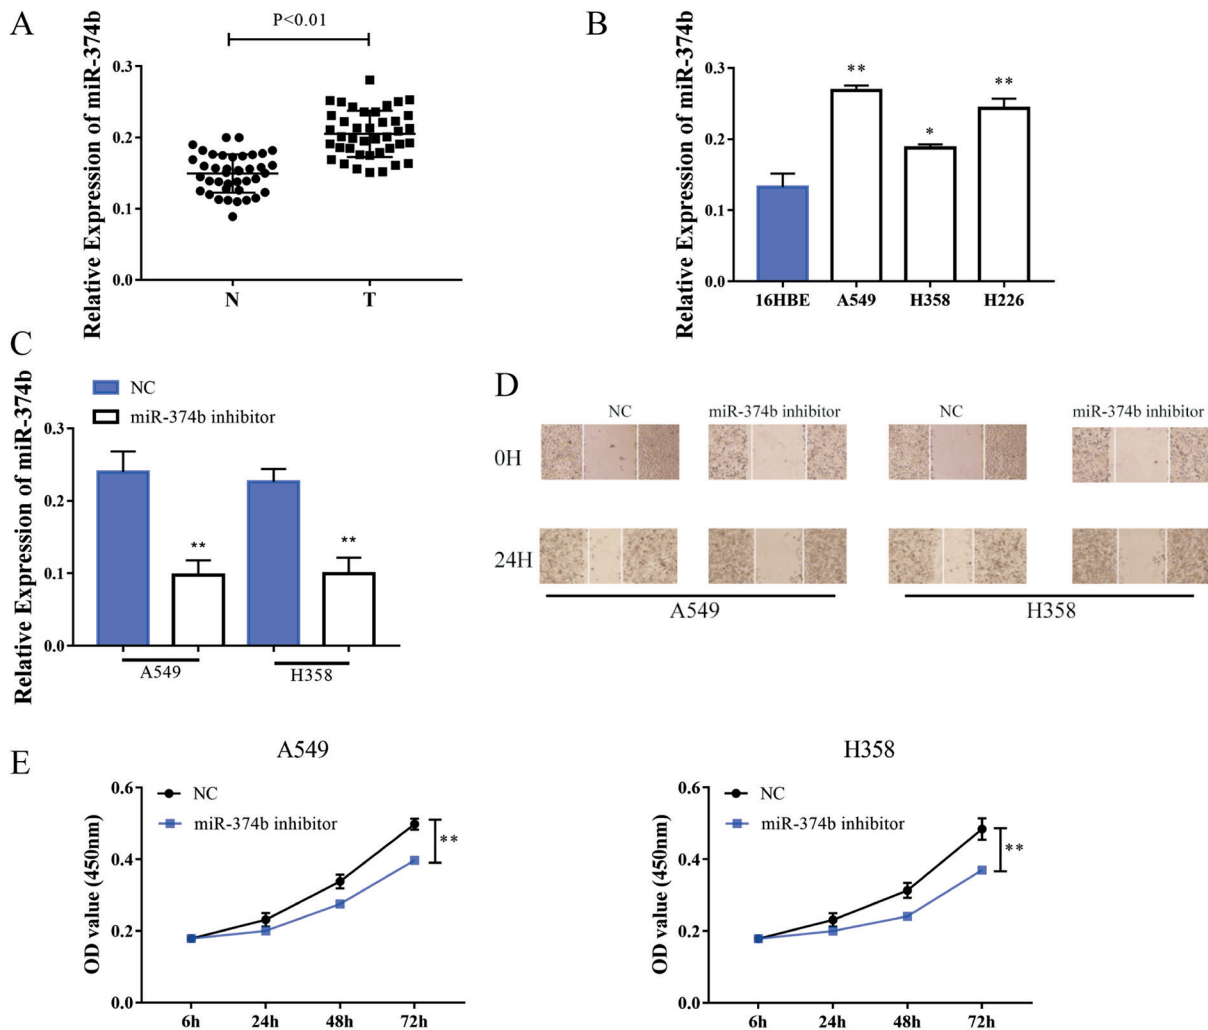 A
P<0.01
Relative Expression of miR-374b
0.3
0.2
0.1
0.0
N T
B
Relative Expression of miR-374b
0.3
0.2
0.1
0.0
** * **
16HBE A549 H358 H226
C
NC
miR-374b inhibitor
Relative Expression of miR-374b
0.3
0.2
0.1
0.0
** **
A549 H358
D
NC miR-374b inhibitor NC miR-374b inhibitor
0H
24H
A549 H358
E
A549
NC
miR-374b inhibitor
OD value (450nm)
0.6
0.4
0.2
0.0
**
6h 24h 48h 72h
H358
NC
miR-374b inhibitor
OD value (450nm)
0.6
0.4
0.2
0.0
**
6h 24h 48h 72h